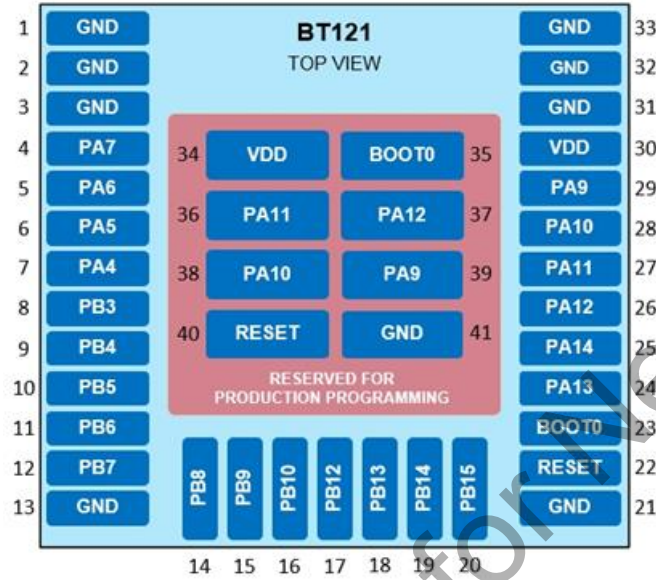 BT121
TOP VIEW
1 GND GND 33
2 GND GND 32
3 GND GND 31
4 PA7 34 VDD BOOT0 35 VDD 30
5 PA6 PA9 29
6 PA5 36 PA11 PA12 37 PA10 28
7 PA4 38 PA10 PA9 39 PA11 27
8 PB3 PA12 26
9 PB4 40 RESET GND 41 PA14 25
10 PB5 RESERVED FOR PA13 24
PRODUCTION PROGRAMMING
11 PB6 BOOT0 23
12 PB7 RESET 22
13 GND GND 21
PB8 PB9 PB10 PB12 PB13 PB14 PB15
14 15 16 17 18 19 20
for